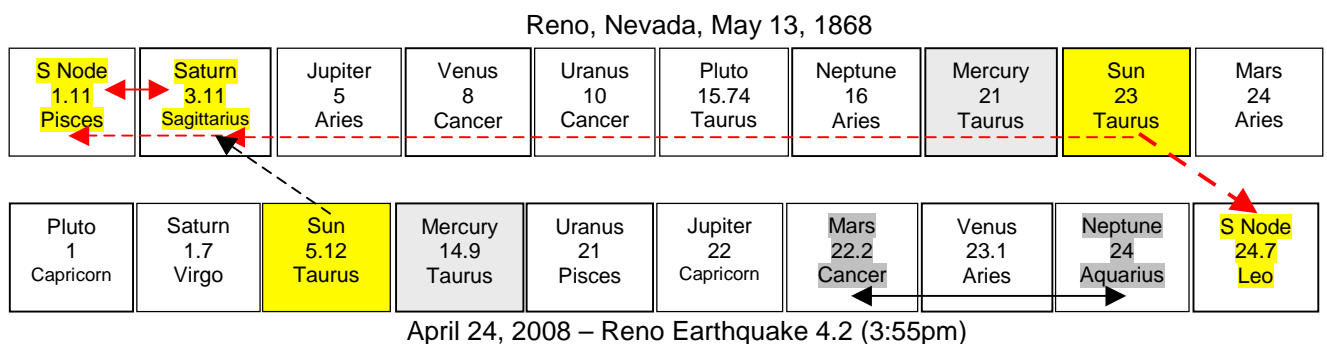 Reno, Nevada, May 13, 1868
S Node
1.11
Pisces
Saturn
3.11
Sagittarius
Jupiter
5
Aries
Venus
8
Cancer
Uranus
10
Cancer
Pluto
15.74
Taurus
Neptune
16
Aries
Mercury
21
Taurus
Sun
23
Taurus
Mars
24
Aries
Pluto
1
Capricorn
Saturn
1.7
Virgo
Sun
5.12
Taurus
Mercury
14.9
Taurus
Uranus
21
Pisces
Jupiter
22
Capricorn
Mars
22.2
Cancer
Venus
23.1
Aries
Neptune
24
Aquarius
S Node
24.7
Leo
April 24, 2008 – Reno Earthquake 4.2 (3:55pm)